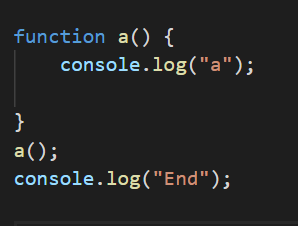 function a() {
    console.log("a");
}
a();
console.log("End");